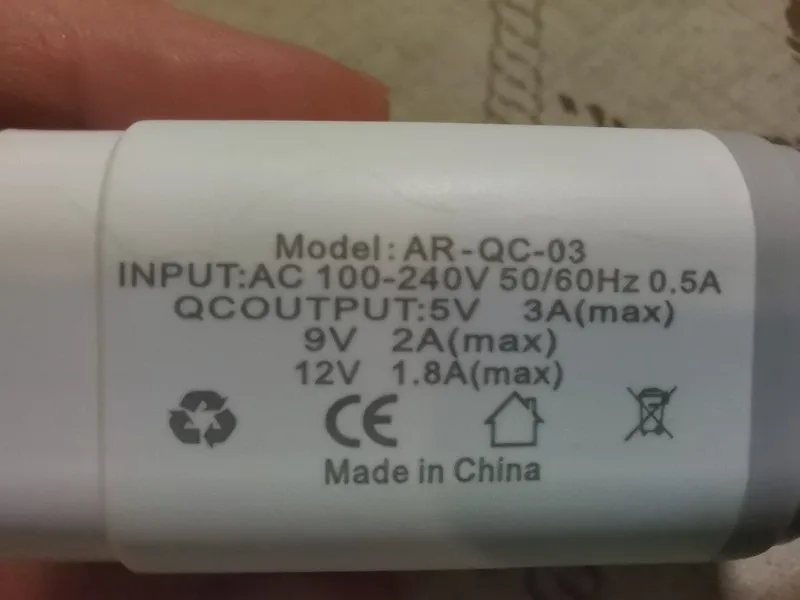 Model: AR-QC-03
INPUT:AC 100-240V 50/60Hz 0.5A
QCOUTPUT:5V 3A(max)
9V 2A(max)
12V 1.8A(max)
CE
Made in China